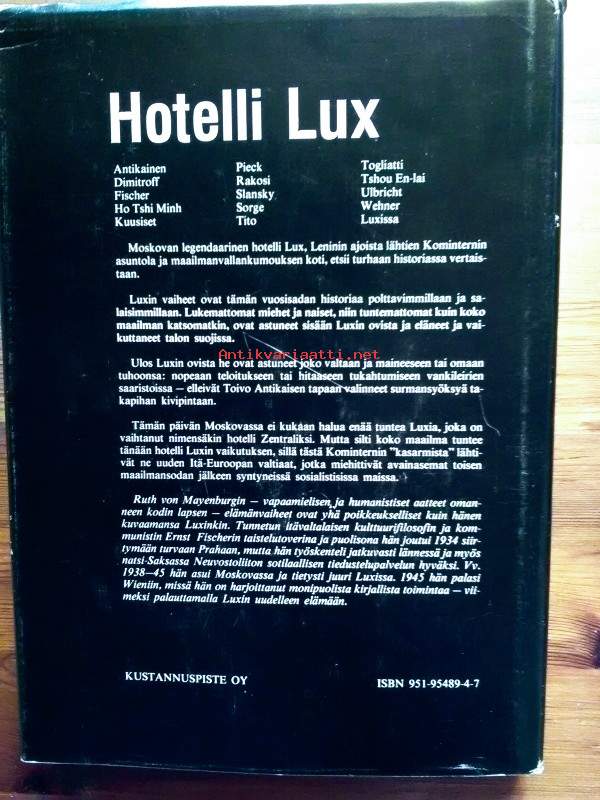 Hotelli Lux
Antikainen Pieck Togliatti
Dimitroff Rakosi Tshou En-lai
Fischer Slansky Ulbricht
Ho Tshi Minh Sorge Wehner
Kuusiset Tito Luxissa
Moskovan legendaarinen hotelli Lux, Leninin ajoista lähtien Kominternin
asuntola ja maailmanvallankumouksen koti, etsii turhaan historiassa vertais-
taan.
Luxin vaiheet ovat tämän vuosisadan historiaa polttavimmillaan ja sa-
laisimmillaan. Lukemattomat miehet ja naiset, niin tuntemattomat kuin koko
maailman katsomatkin, ovat astuneet sisään Luxin ovista ja eläneet ja vai-
kuttaneet talon suojissa.
Antikvariaatti.net
Ulos Luxin ovista he ovat astuneet joko valtaan ja maineeseen tai omaan
tuhoonsa: nopeaan teloitukseen tai hitaaseen tukahtumiseen vankileirien
saaristoissa — elleivät Toivo Antikaisen tapaan valinneet surmansyöksyä ta-
kapihan kivipintaan.
Tämän päivän Moskovassa ei kukaan halua enää tuntea Luxia, joka on
vaihtanut nimensäkin hotelli Zentraliksi. Mutta silti koko maailma tuntee
tänään hotelli Luxin vaikutuksen, sillä tästä Kominternin "kasarmista" lähti-
vät ne uuden Itä-Euroopan valtiaat, jotka miehittivät avainasemat toisen
maailmansodan jälkeen syntyneissä sosialistisissa maissa.
Ruth von Mayenburgin — vapaamielisen ja humanistiset aatteet oman-
neen kodin lapsen — elämänvaiheet ovat yhä poikkeukselliset kuin hänen
kuvaamansa Luxinkin. Tunnetun itävaltalaisen kulttuurifilosofin ja kom-
munistin Ernst Fischerin taistelutoverina ja puolisona hän joutui 1934 siir-
tymään turvaan Prahaan, mutta hän työskenteli jatkuvasti lännessä ja myös
natsi-Saksassa Neuvostoliiton sotilaallisen tiedustelupalvelun hyväksi. Vv.
1938—45 hän asui Moskovassa ja tietysti juuri Luxissa. 1945 hän palasi
Wieniin, missä hän on harjoittanut monipuolista kirjallista toimintaa — vii-
meksi palauttamalla Luxin uudelleen elämään.
KUSTANNUSPISTE OY ISBN 951-95489-4-7